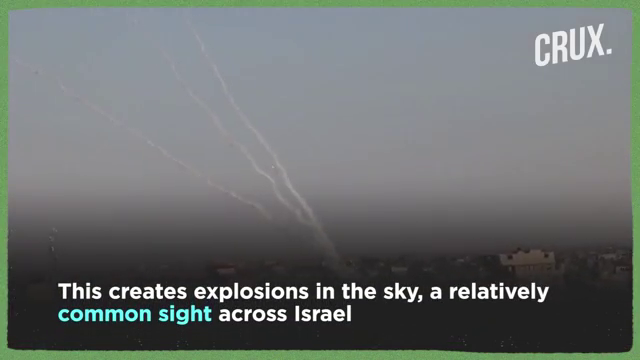 CRUX.
This creates explosions in the sky, a relatively
common sight across Israel